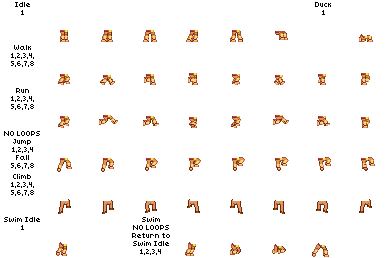 Idle
1
Duck
1
Walk
1,2,3,4,
5,6,7,8
Run
1,2,3,4,
5,6,7,8
NO LOOPS
Jump
1,2,3,4
Fall
5,6,7,8
Climb
1,2,3,4,
5,6,7,8
Swim Idle
1
Swim
NO LOOPS
Return to
Swim Idle
1,2,3,4